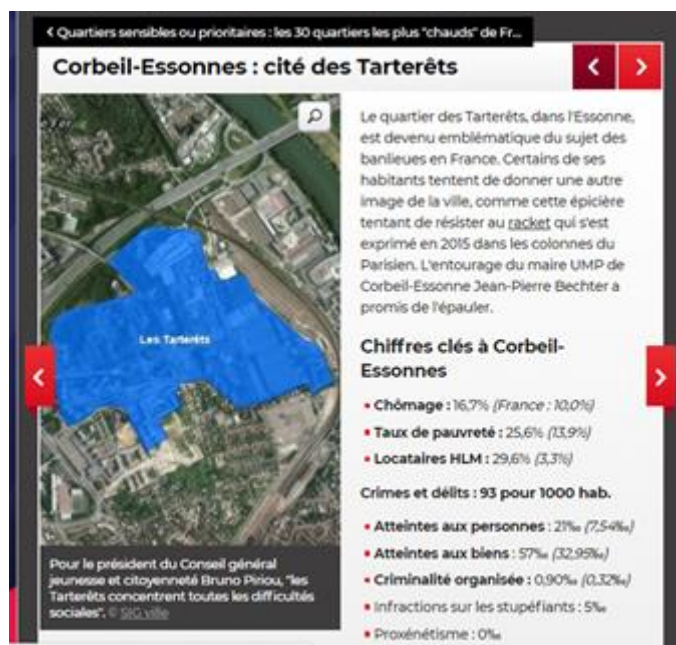 < Quartiers sensibles ou prioritaires : les 30 quartiers les plus "chauds" de Fr...
Corbeil-Essonnes : cité des Tarterêts
Les Tarterêts
Pour le président du Conseil général
jeunesse et citoyenneté Bruno Piriou, "les
Tarterêts concentrent toutes les difficultés
sociales". © SIG ville
Le quartier des Tarterêts, dans l'Essonne,
est devenu emblématique du sujet des
banlieues en France. Certains de ses
habitants tentent de donner une autre
image de la ville, comme cette épicière
tentant de résister au racket qui s'est
exprimé en 2015 dans les colonnes du
Parisien. L'entourage du maire UMP de
Corbeil-Essonne Jean-Pierre Bechter a
promis de l'épauler.
Chiffres clés à Corbeil-
Essonnes
• Chômage : 16,7% (France : 10,0%)
• Taux de pauvreté : 25,6% (13,9%)
• Locataires HLM : 29,6% (3,3%)
Crimes et délits : 93 pour 1000 hab.
• Atteintes aux personnes : 21‰ (7,54‰)
• Atteintes aux biens : 57‰ (32,95‰)
• Criminalité organisée : 0,90‰ (0,32‰)
• Infractions sur les stupéfiants : 5‰
• Proxénétisme : 0‰